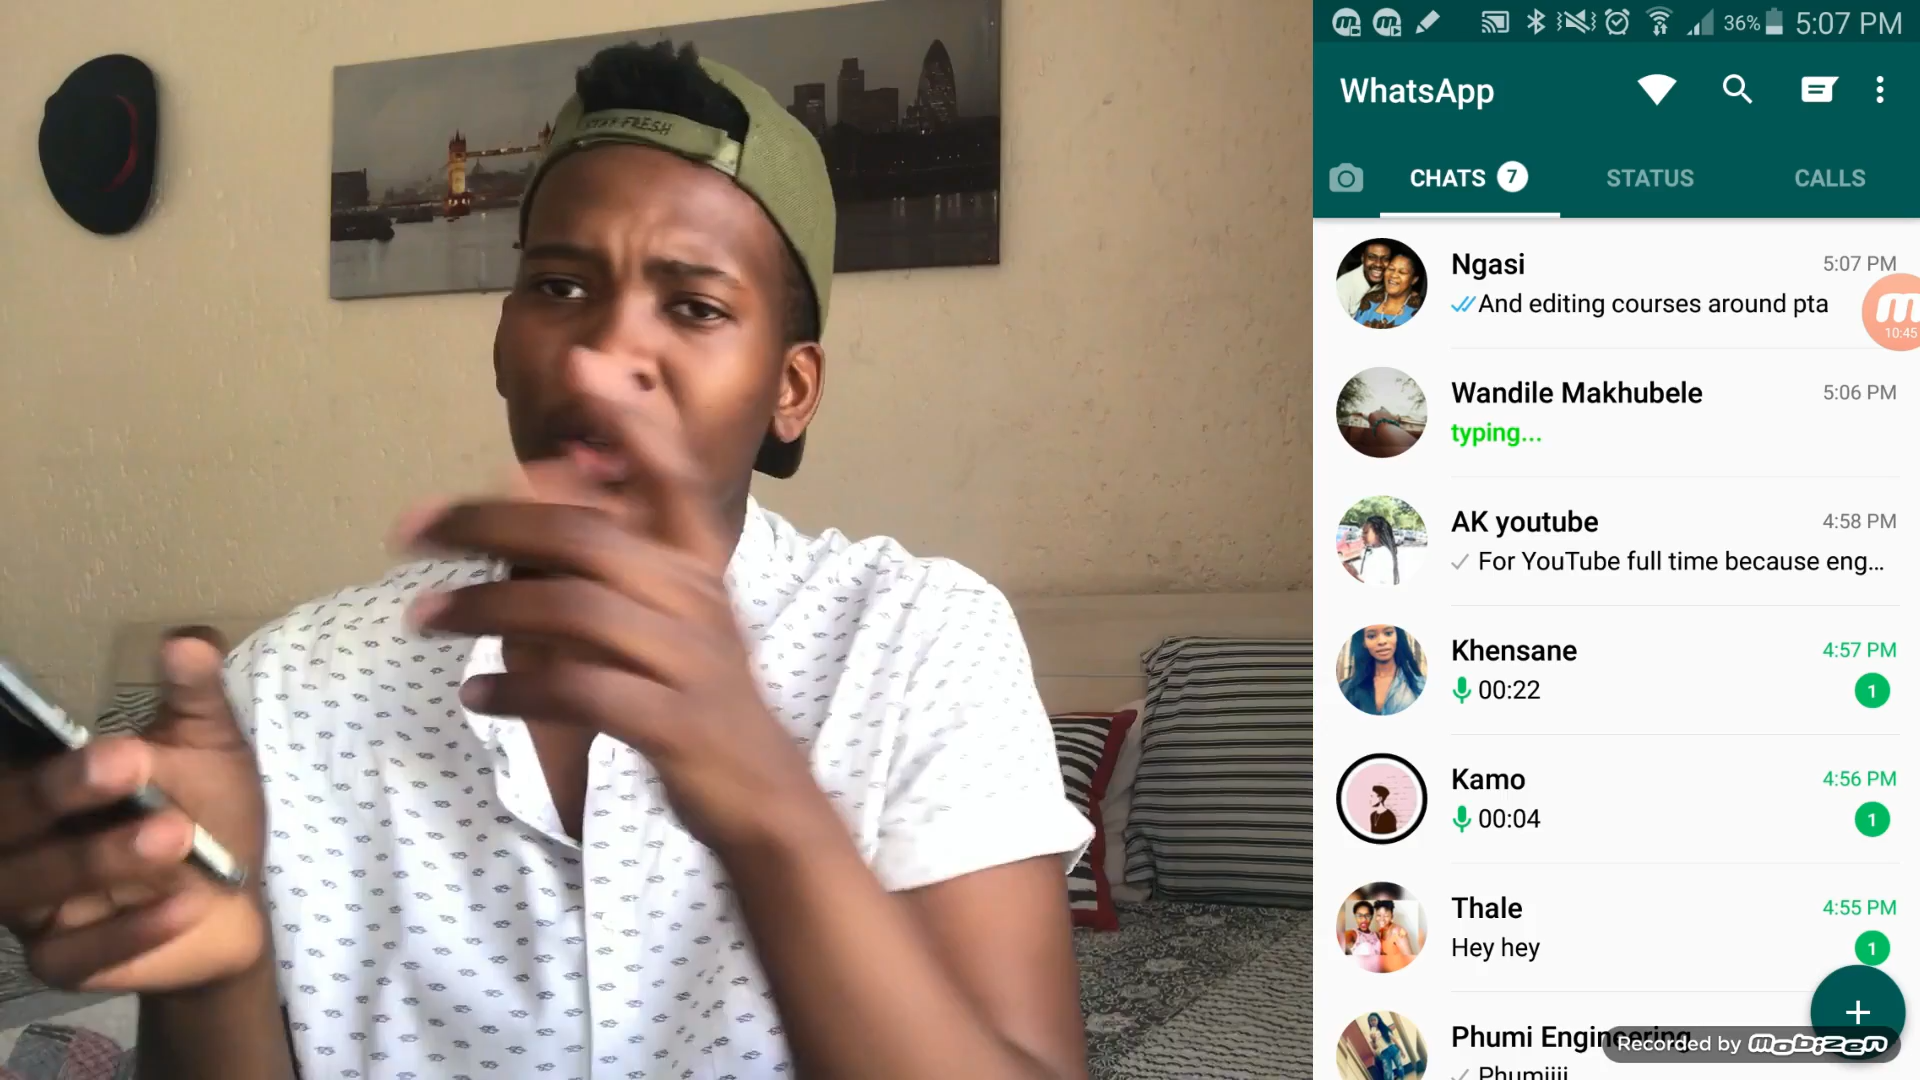 STAY FRESH
36% 5:07 PM
WhatsApp
CHATS 7 STATUS CALLS
Ngasi 5:07 PM
And editing courses around pta
10:45
Wandile Makhubele 5:06 PM
typing...
AK youtube 4:58 PM
For YouTube full time because eng...
Khensane 4:57 PM
00:22 1
Kamo 4:56 PM
00:04 1
Thale 4:55 PM
Hey hey 1
Phumi Engineering
Recorded by mobizen
Phumiiii